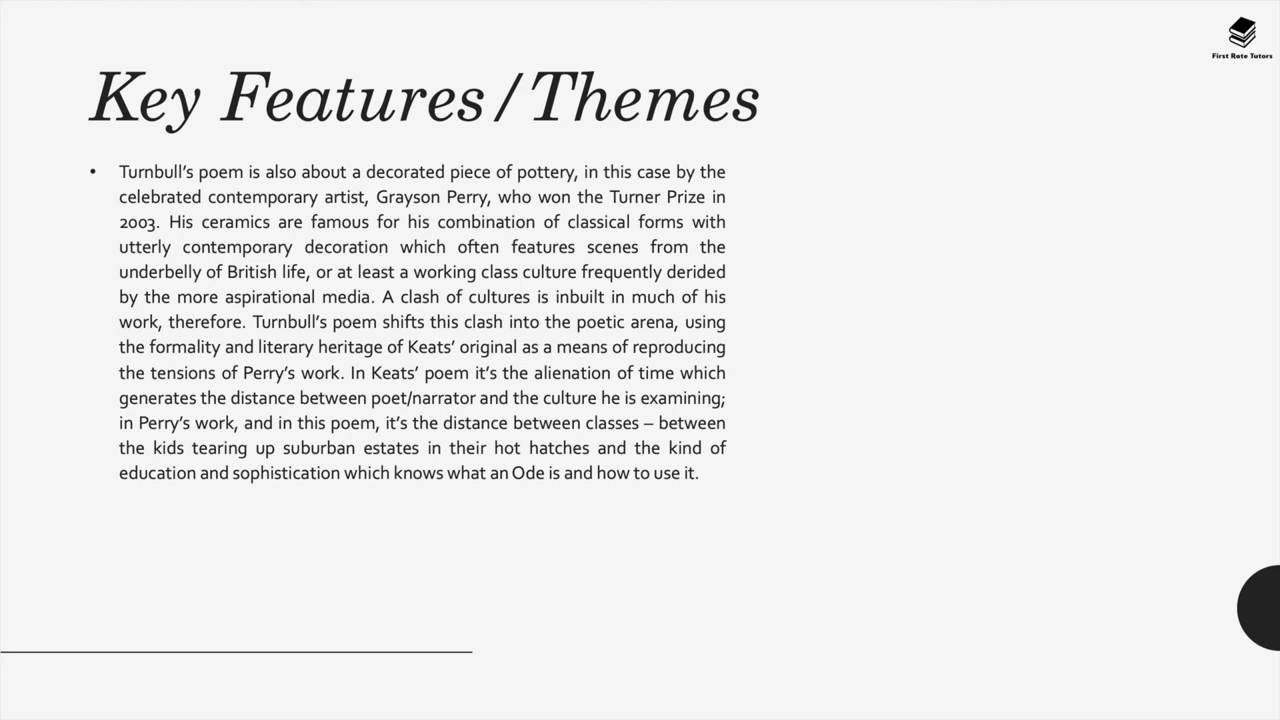 First Rate Tutors
Key Features/Themes
• Turnbull's poem is also about a decorated piece of pottery, in this case by the
celebrated contemporary artist, Grayson Perry, who won the Turner Prize in
2003. His ceramics are famous for his combination of classical forms with
utterly contemporary decoration which often features scenes from the
underbelly of British life, or at least a working class culture frequently derided
by the more aspirational media. A clash of cultures is inbuilt in much of his
work, therefore. Turnbull's poem shifts this clash into the poetic arena, using
the formality and literary heritage of Keats' original as a means of reproducing
the tensions of Perry's work. In Keats' poem it's the alienation of time which
generates the distance between poet/narrator and the culture he is examining;
in Perry's work, and in this poem, it's the distance between classes – between
the kids tearing up suburban estates in their hot hatches and the kind of
education and sophistication which knows what an Ode is and how to use it.